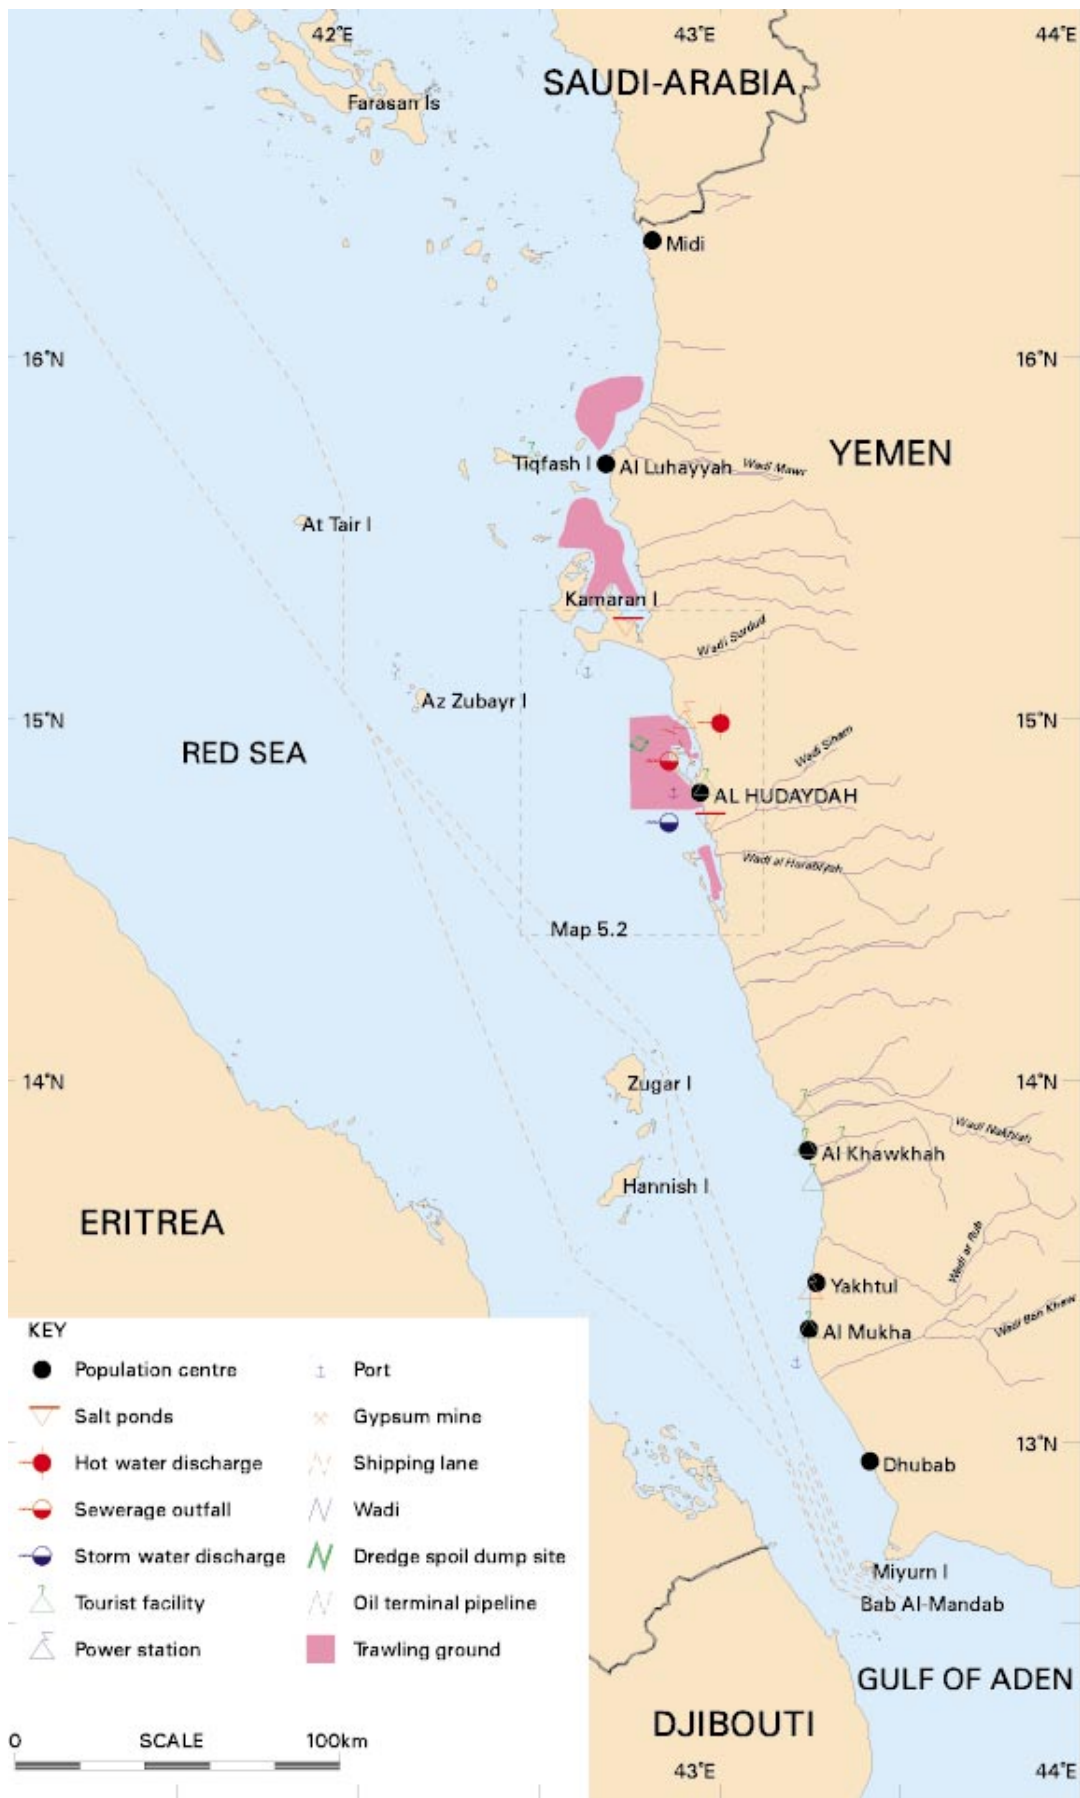 42°E
43°E
44°E
SAUDI-ARABIA
Farasan Is
Midi
16°N
16°N
YEMEN
Tiqfash I
Al Luhayyah
Wadi Mawr
At Tair I
Kamaran I
Wadi Surdud
Az Zubayr I
15°N
15°N
RED SEA
Wadi Siham
AL HUDAYDAH
Wadi al Harabiyah
Map 5.2
14°N
Zugar I
14°N
Wadi Nakhlah
Al Khawkhah
Hannish I
ERITREA
Wadi ar Rub
Yakhtul
Wadi Ban Khaw
Al Mukha
KEY
Population centre
Port
Salt ponds
Gypsum mine
Hot water discharge
Shipping lane
13°N
Dhubab
Sewerage outfall
Wadi
Storm water discharge
Dredge spoil dump site
Miyurn I
Tourist facility
Oil terminal pipeline
Bab Al-Mandab
Power station
Trawling ground
GULF OF ADEN
DJIBOUTI
0 SCALE 100km
43°E
44°E